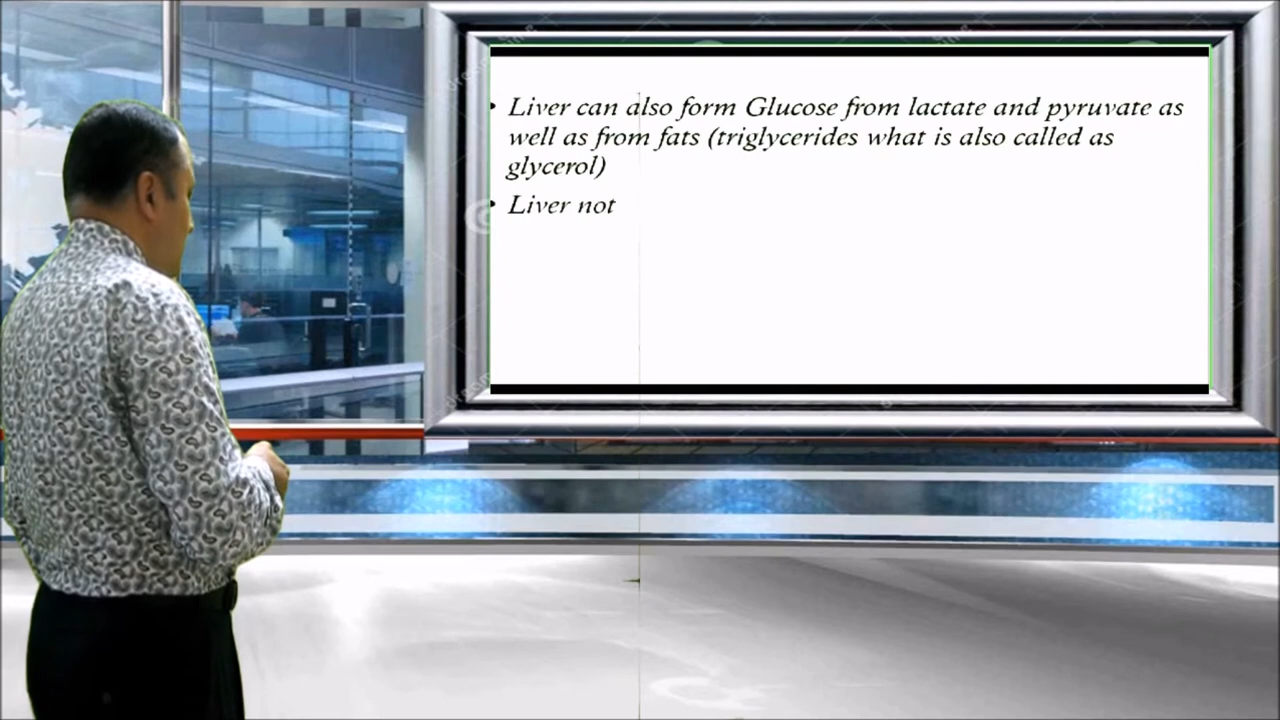 • Liver can also form Glucose from lactate and pyruvate as
well as from fats (triglycerides what is also called as
glycerol)
• Liver not